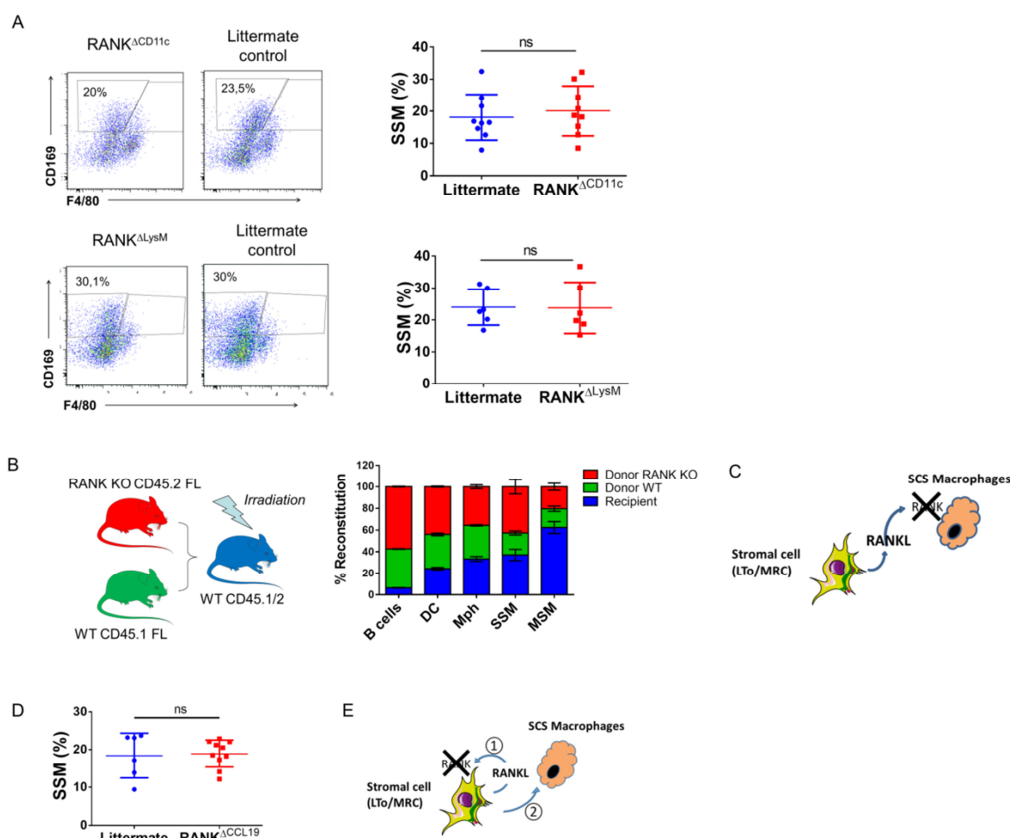 A
RANKΔCD11c
Littermate
control
20%
23,5%
CD169
F4/80
ns
SSM (%)
40
30
20
10
0
Littermate RANKΔCD11c
RANKΔLysM
Littermate
control
30,1%
30%
CD169
F4/80
ns
SSM (%)
40
30
20
10
0
Littermate RANKΔLysM
B
RANK KO CD45.2 FL
Irradiation
WT CD45.1/2
WT CD45.1 FL
% Reconstitution
120
100
80
60
40
20
0
B cells
DC
Mph
SSM
MSM
Donor RANK KO
Donor WT
Recipient
C
SCS Macrophages
RANK
RANKL
Stromal cell
(LTo/MRC)
D
ns
SSM (%)
30
20
10
0
Littermate RANKΔCCL19
E
SCS Macrophages
1
RANK
RANKL
Stromal cell
(LTo/MRC)
2